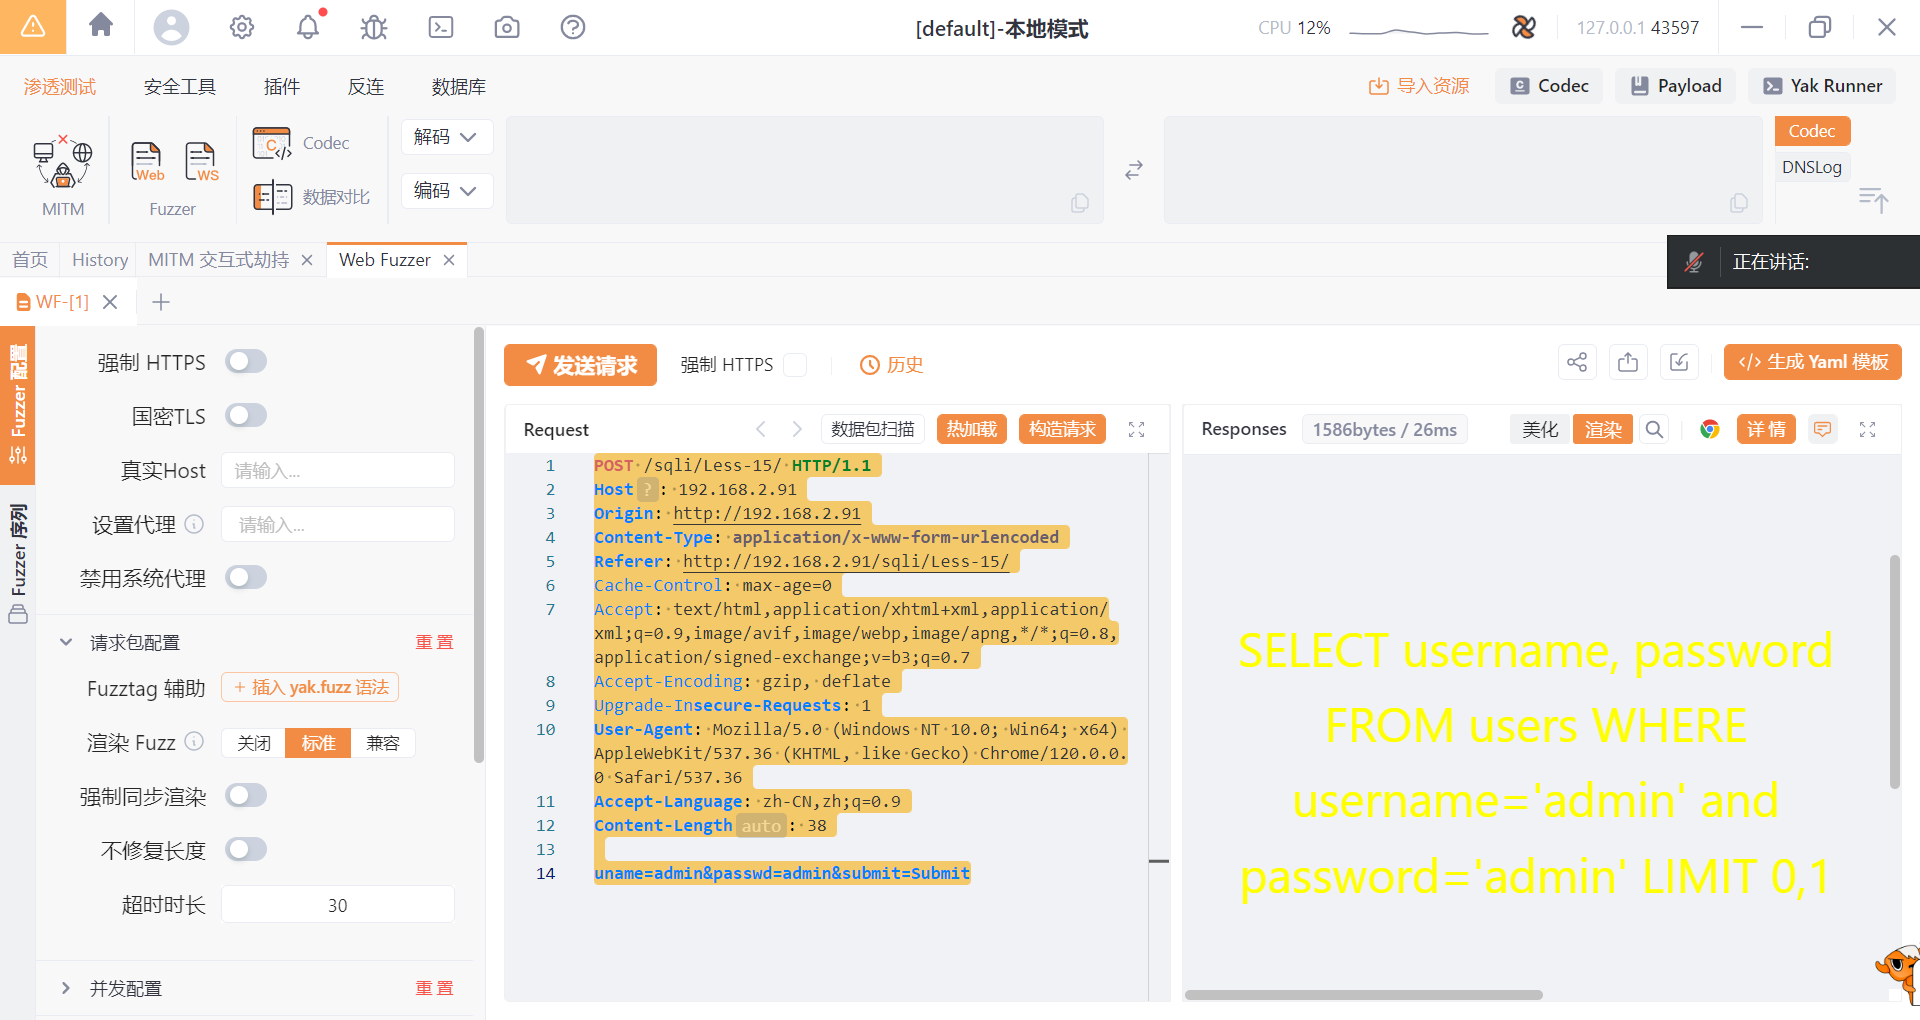 [default]-本地模式
CPU 12%
127.0.0.1 43597
渗透测试
安全工具
插件
反连
数据库
导入资源
Codec
Payload
Yak Runner
MITM
Web
WS
Fuzzer
Codec
数据对比
解码
编码
Codec
DNSLog
首页
History
MITM 交互式劫持
Web Fuzzer
正在讲话:
WF-[1]
Fuzzer 配置
Fuzzer 序列
强制 HTTPS
国密TLS
真实Host 请输入...
设置代理 请输入...
禁用系统代理
请求包配置 重置
Fuzztag 辅助 + 插入 yak.fuzz 语法
渲染 Fuzz 关闭 标准 兼容
强制同步渲染
不修复长度
超时时长 30
并发配置 重置
发送请求 强制 HTTPS 历史
生成 Yaml 模板
Request 数据包扫描 热加载 构造请求
1 POST /sqli/Less-15/ HTTP/1.1
2 Host ? : 192.168.2.91
3 Origin: http://192.168.2.91
4 Content-Type: application/x-www-form-urlencoded
5 Referer: http://192.168.2.91/sqli/Less-15/
6 Cache-Control: max-age=0
7 Accept: text/html,application/xhtml+xml,application/
xml;q=0.9,image/avif,image/webp,image/apng,*/*;q=0.8,
application/signed-exchange;v=b3;q=0.7
8 Accept-Encoding: gzip, deflate
9 Upgrade-Insecure-Requests: 1
10 User-Agent: Mozilla/5.0 (Windows NT 10.0; Win64; x64)
AppleWebKit/537.36 (KHTML, like Gecko) Chrome/120.0.0.
0 Safari/537.36
11 Accept-Language: zh-CN,zh;q=0.9
12 Content-Length auto : 38
13
14 uname=admin&passwd=admin&submit=Submit
Responses 1586bytes / 26ms 美化 渲染 详情
SELECT username, password
FROM users WHERE
username='admin' and
password='admin' LIMIT 0,1